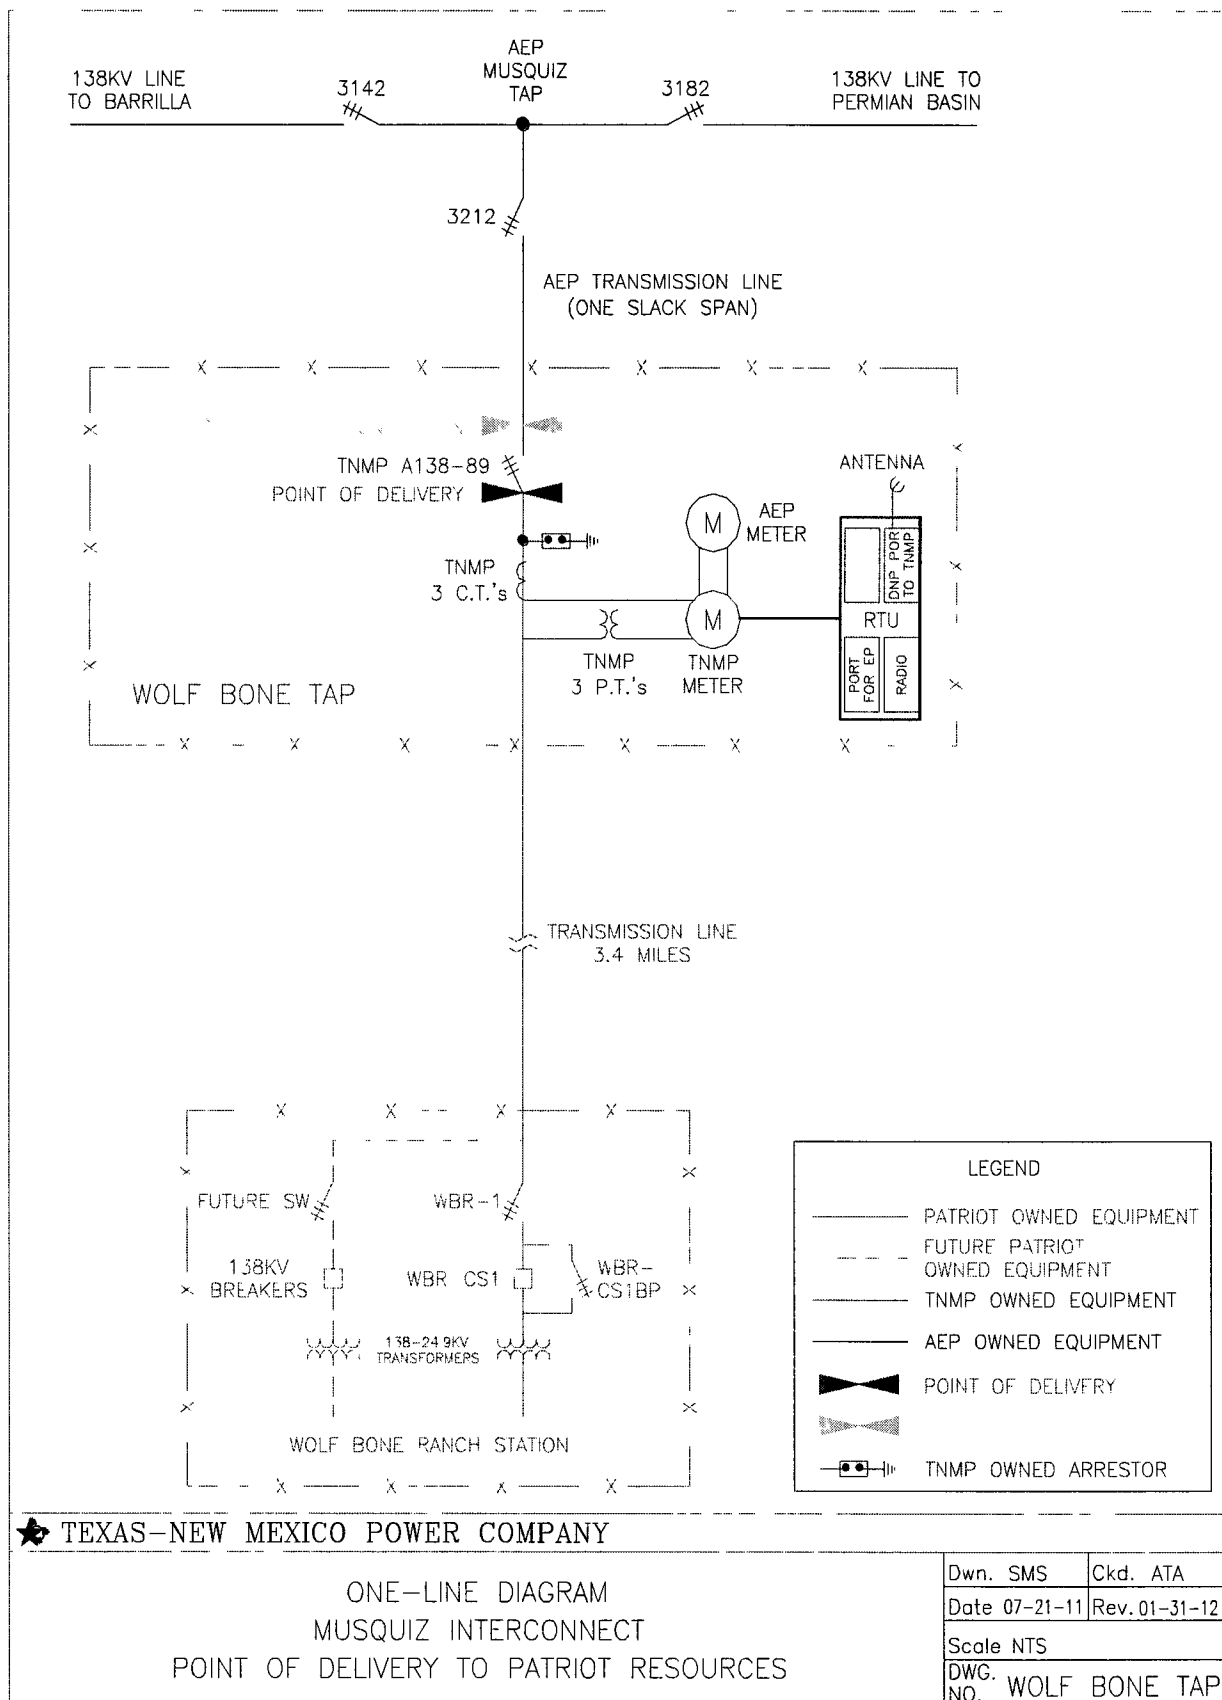 AEP
MUSQUIZ
TAP
138KV LINE
TO BARRILLA
3142
3182
138KV LINE TO
PERMIAN BASIN
3212
AEP TRANSMISSION LINE
(ONE SLACK SPAN)
TNMP A138-89
POINT OF DELIVERY
ANTENNA
M
AEP
METER
TNMP
3 C.T.'s
M
TNMP
3 P.T.'s
TNMP
METER
DNP POR
TO TNMP
RTU
PORT
FOR EP
RADIO
WOLF BONE TAP
TRANSMISSION LINE
3.4 MILES
FUTURE SW
WBR-1
138KV
BREAKERS
WBR CS1
WBR-
CS1BP
138-24.9KV
TRANSFORMERS
WOLF BONE RANCH STATION
LEGEND
PATRIOT OWNED EQUIPMENT
FUTURE PATRIOT
OWNED EQUIPMENT
TNMP OWNED EQUIPMENT
AEP OWNED EQUIPMENT
POINT OF DELIVERY
TNMP OWNED ARRESTOR
TEXAS-NEW MEXICO POWER COMPANY
ONE-LINE DIAGRAM
MUSQUIZ INTERCONNECT
POINT OF DELIVERY TO PATRIOT RESOURCES
Dwn. SMS
Ckd. ATA
Date 07-21-11
Rev. 01-31-12
Scale NTS
DWG.
NO. WOLF BONE TAP